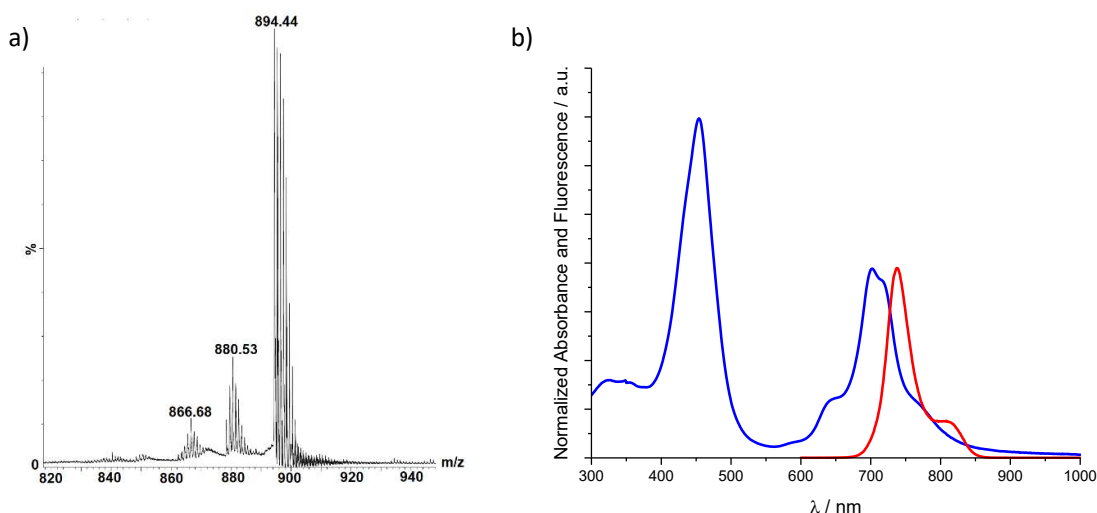 a)
894.44
880.53
866.68
%
0
820 840 860 880 900 920 940 m/z
b)
Normalized Absorbance and Fluorescence / a.u.
300 400 500 600 700 800 900 1000
λ / nm